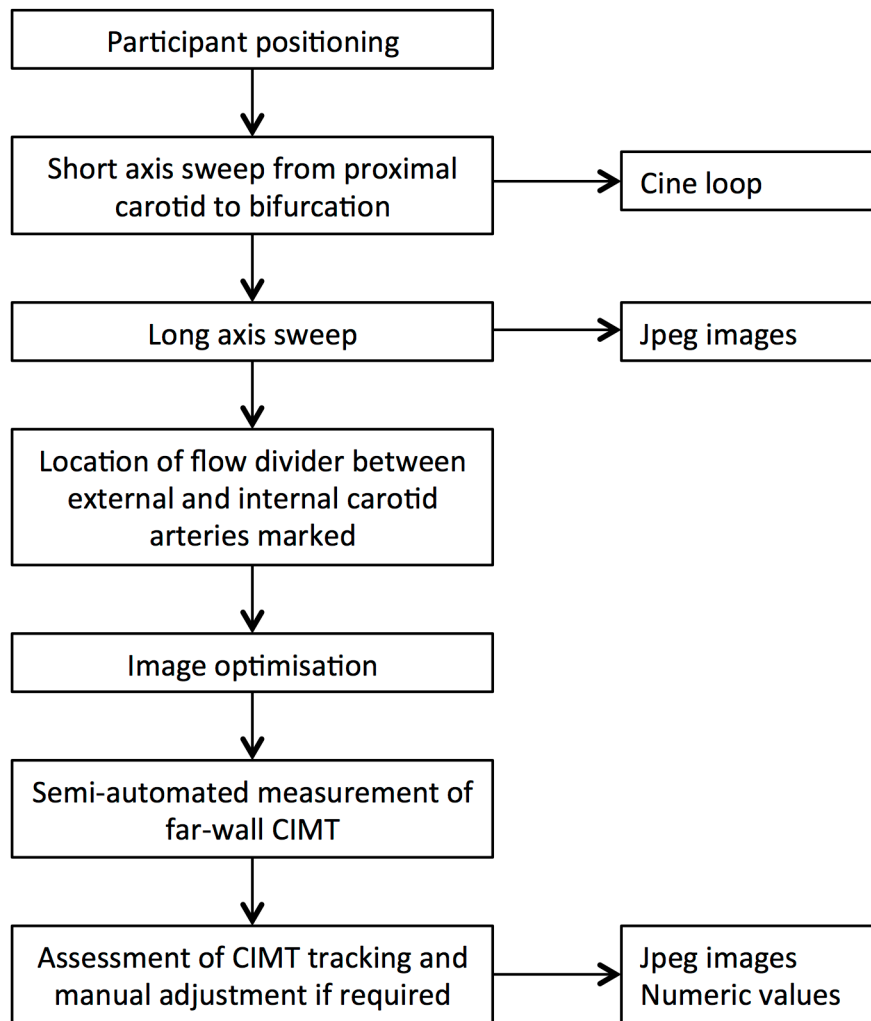 Participant positioning
Short axis sweep from proximal
carotid to bifurcation
Cine loop
Long axis sweep
Jpeg images
Location of flow divider between
external and internal carotid
arteries marked
Image optimisation
Semi-automated measurement of
far-wall CIMT
Assessment of CIMT tracking and
manual adjustment if required
Jpeg images
Numeric values